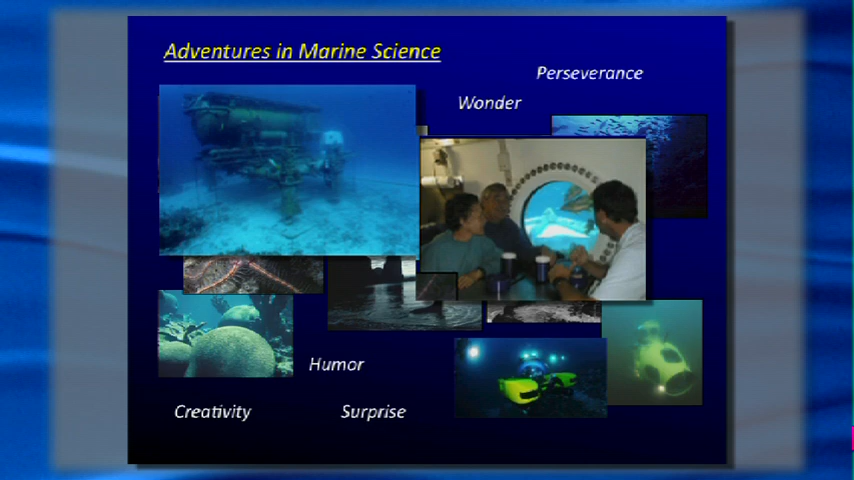 Adventures in Marine Science
Perseverance
Wonder
Humor
Creativity
Surprise